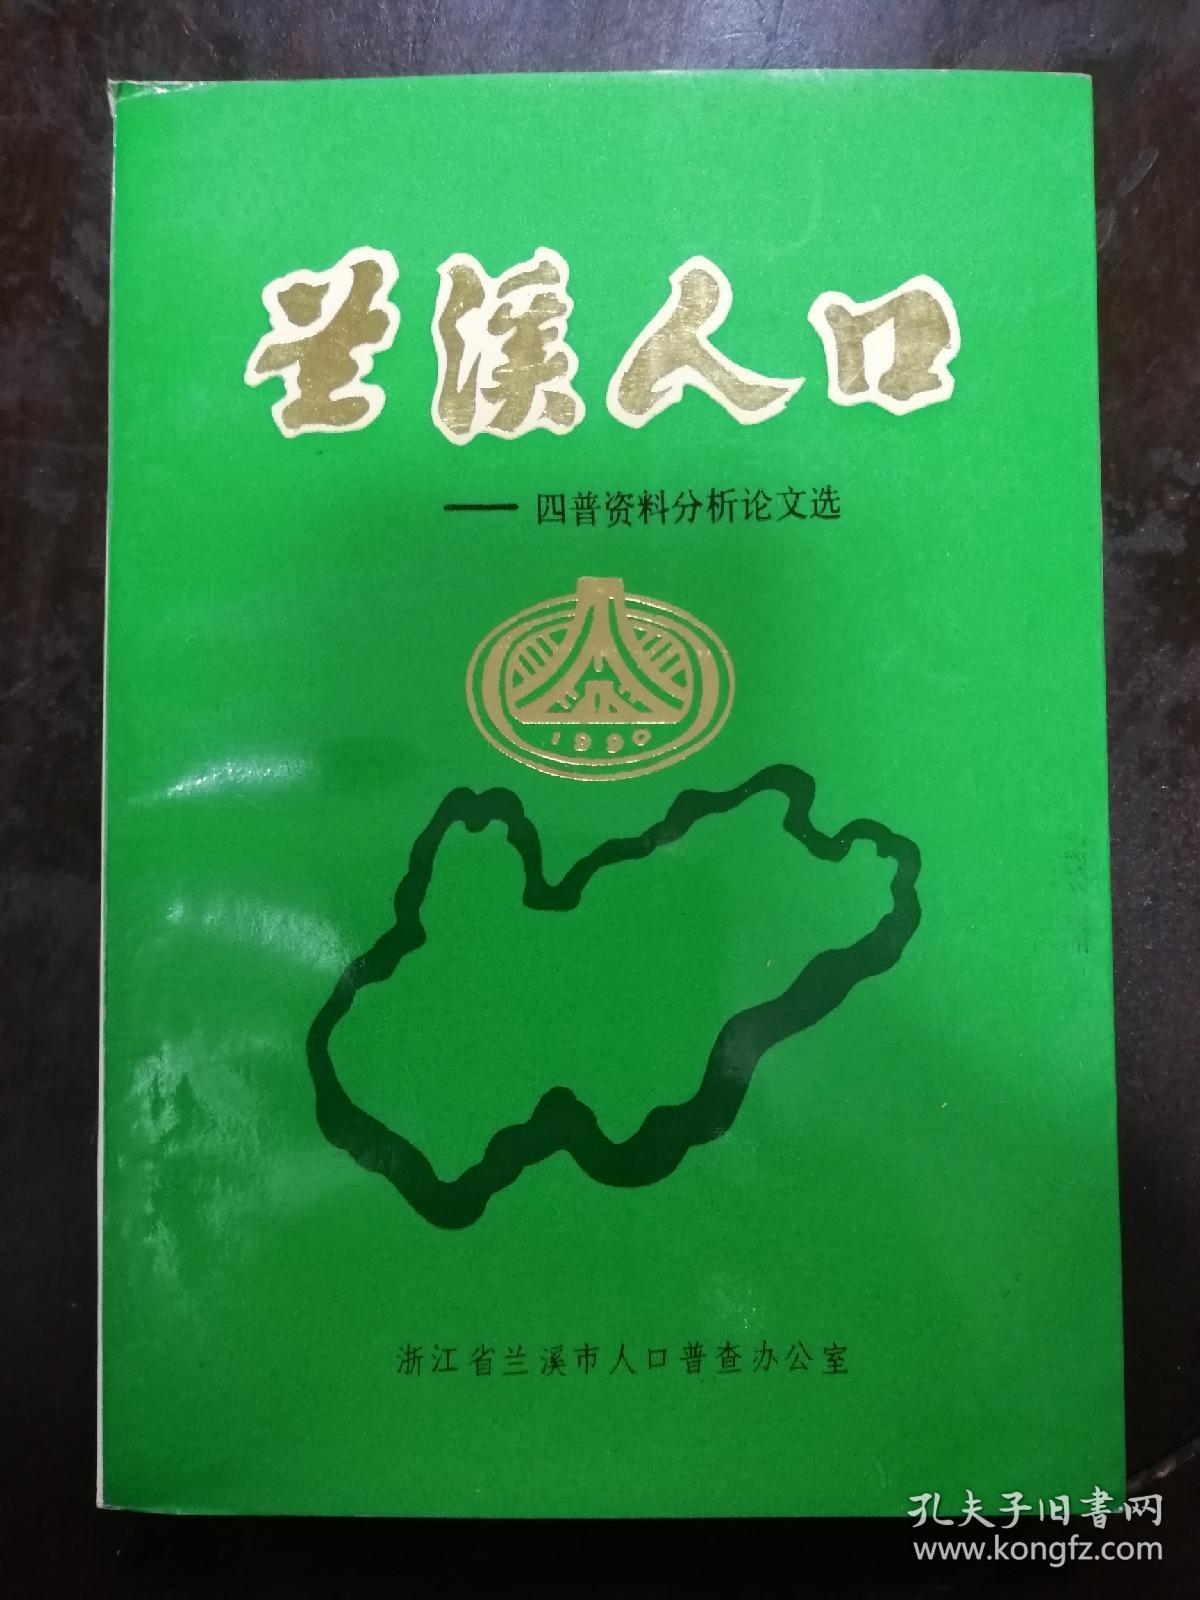 兰溪人口
——四普资料分析论文选
1990
浙江省兰溪市人口普查办公室
孔夫子旧书网
www.kongfz.com